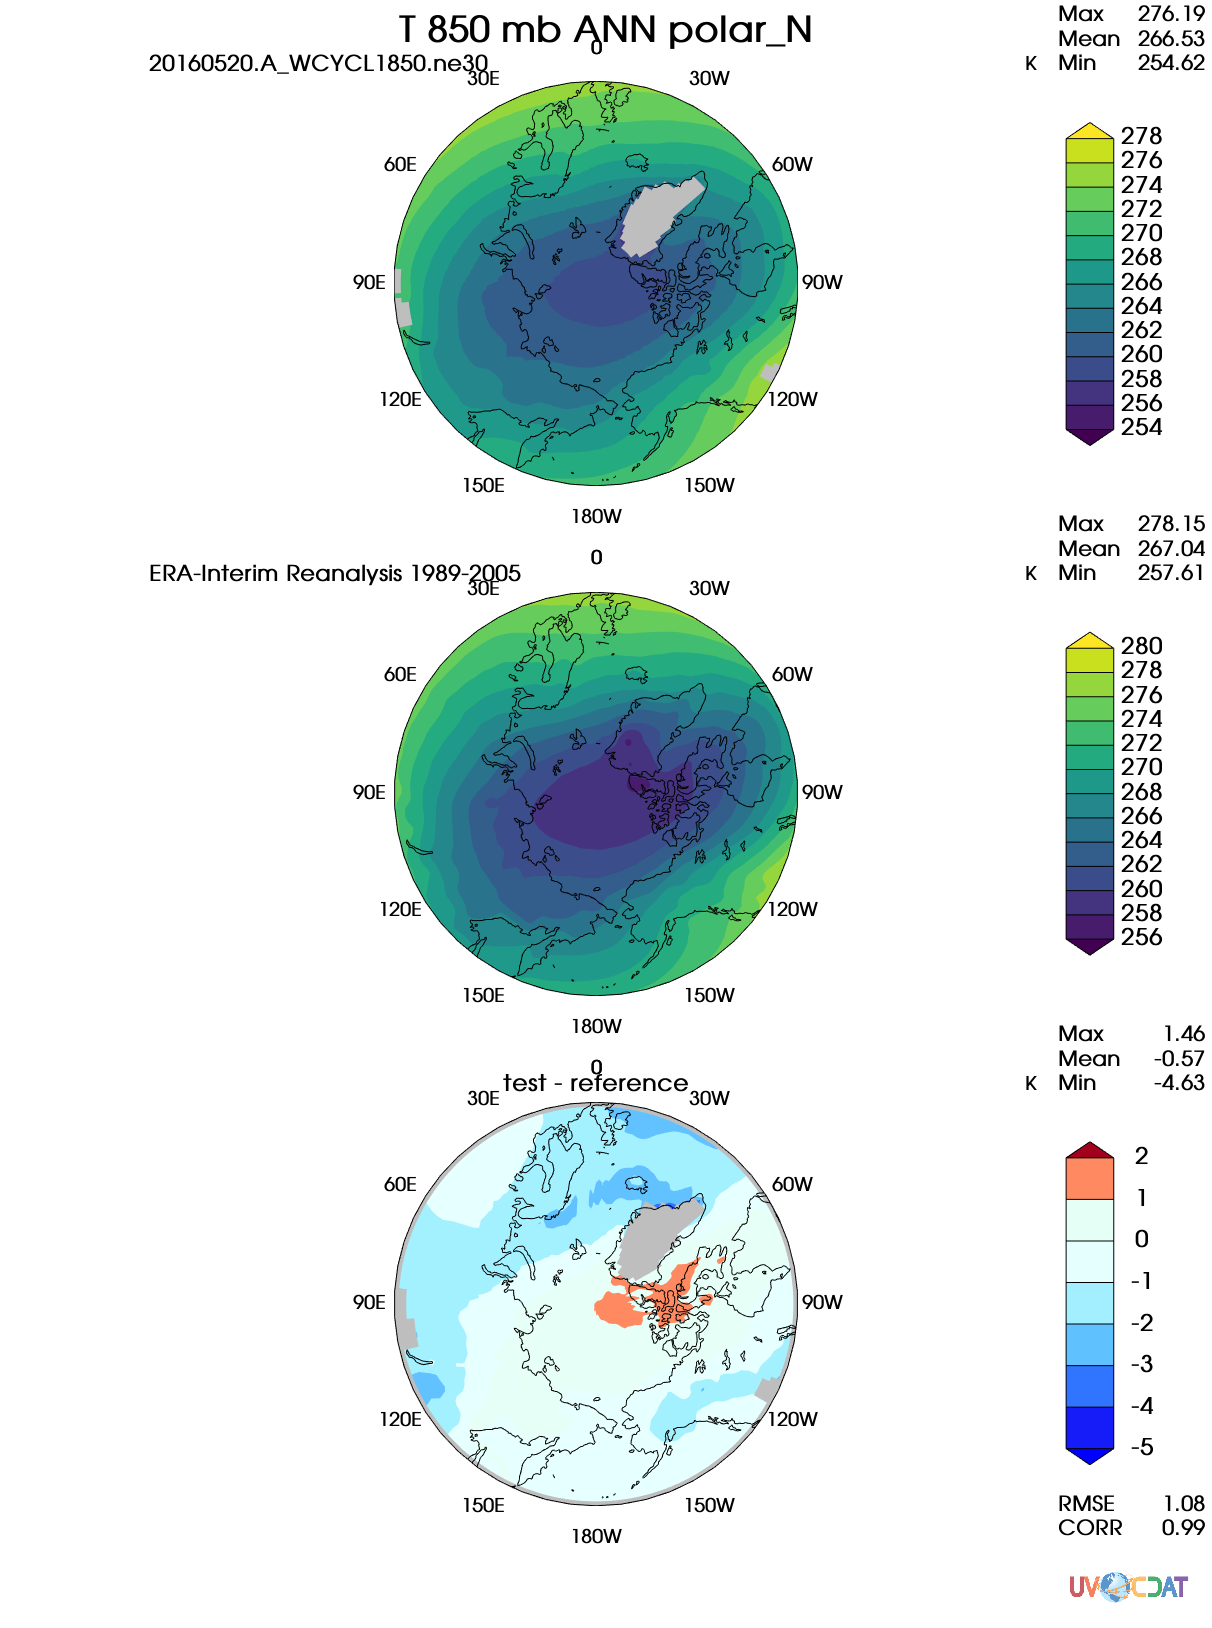 T 850 mb ANN polar_N
20160520.A_WCYCL1850.ne30
K
Max 276.19
Mean 266.53
Min 254.62
0
30E
30W
60E
60W
90E
90W
120E
120W
150E
150W
180W
278
276
274
272
270
268
266
264
262
260
258
256
254
ERA-Interim Reanalysis 1989-2005
K
Max 278.15
Mean 267.04
Min 257.61
0
30E
30W
60E
60W
90E
90W
120E
120W
150E
150W
180W
280
278
276
274
272
270
268
266
264
262
260
258
256
test - reference
K
Max 1.46
Mean -0.57
Min -4.63
0
30E
30W
60E
60W
90E
90W
120E
120W
150E
150W
180W
2
1
0
-1
-2
-3
-4
-5
RMSE 1.08
CORR 0.99
UV CDAT